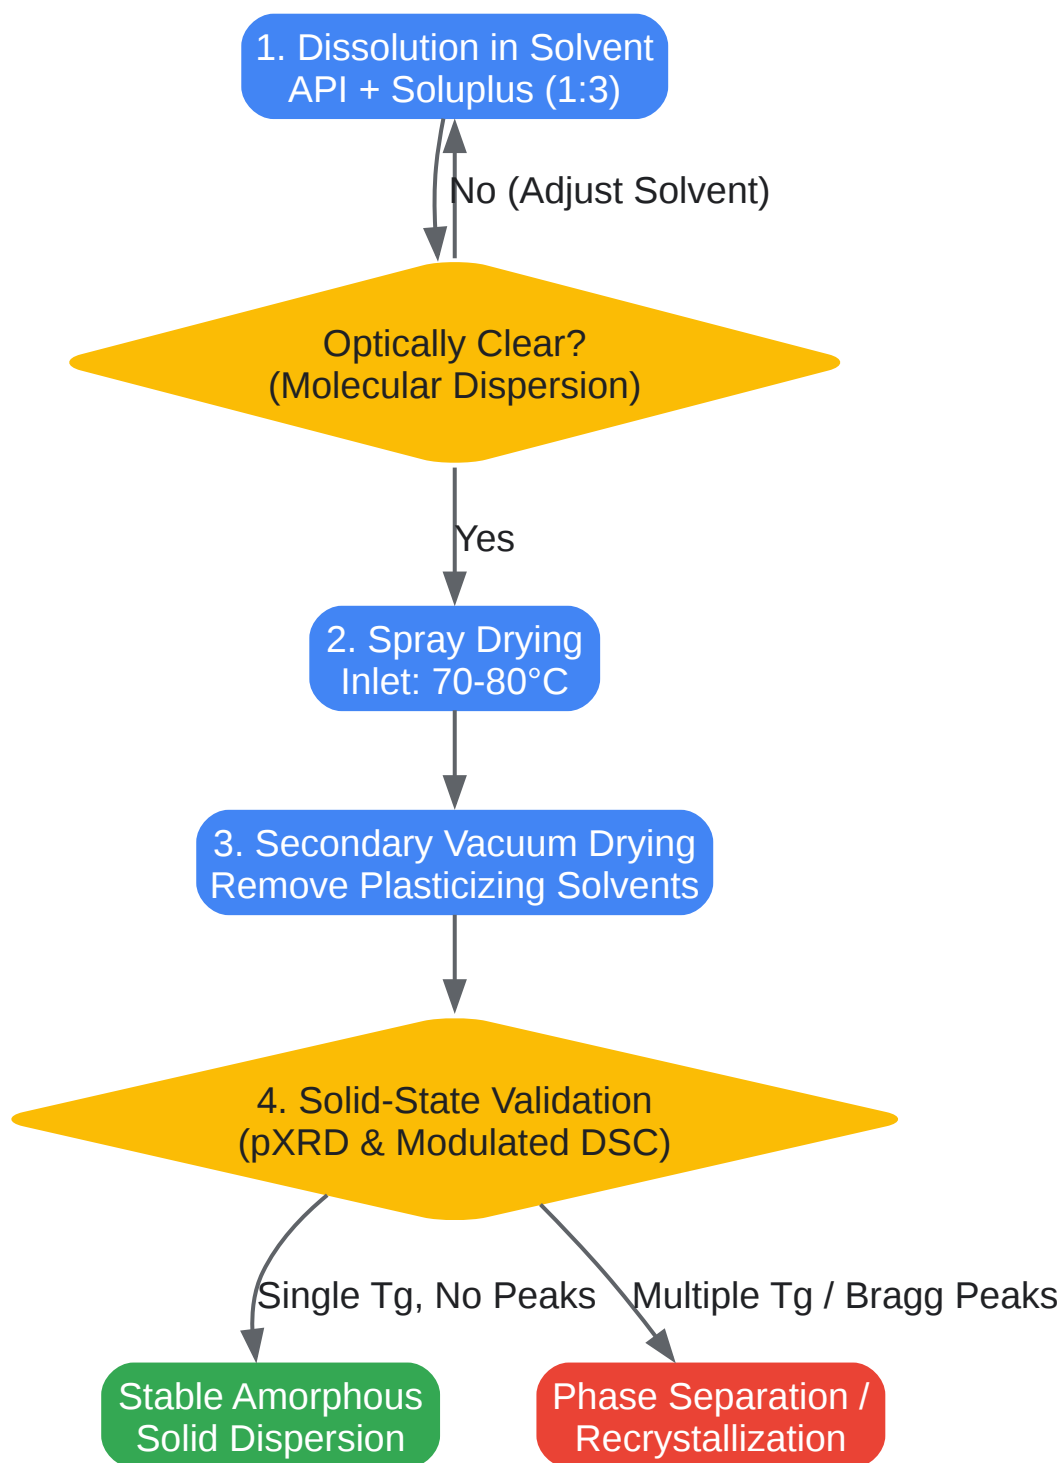 1. Dissolution in Solvent
API + Soluplus (1:3)
No (Adjust Solvent)
Optically Clear?
(Molecular Dispersion)
Yes
2. Spray Drying
Inlet: 70-80°C
3. Secondary Vacuum Drying
Remove Plasticizing Solvents
4. Solid-State Validation
(pXRD & Modulated DSC)
Single Tg, No Peaks
Multiple Tg / Bragg Peaks
Stable Amorphous
Solid Dispersion
Phase Separation /
Recrystallization